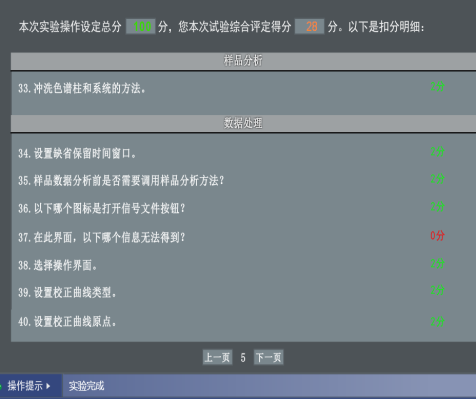 本次实验操作设定总分 100 分，您本次试验综合评定得分 28 分。以下是扣分明细：
样品分析
33. 冲洗色谱柱和系统的方法。 2分
数据处理
34. 设置缺省保留时间窗口。 2分
35. 样品数据分析前是否需要调用样品分析方法？ 2分
36. 以下哪个图标是打开信号文件按钮？ 2分
37. 在此界面，以下哪个信息无法得到？ 0分
38. 选择操作界面。 2分
39. 设置校正曲线类型。 2分
40. 设置校正曲线原点。 2分
上一页 5 下一页
操作提示 实验完成